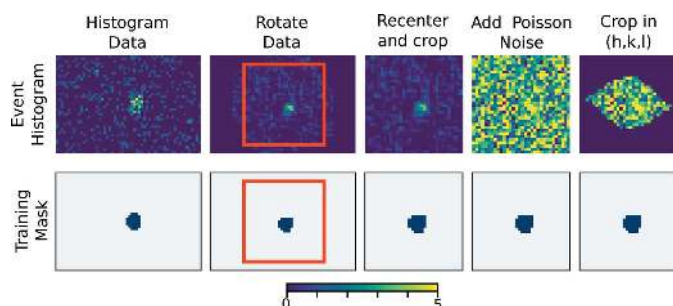 Histogram Data
Rotate Data
Recenter and crop
Add Poisson Noise
Crop in (h,k,l)
Event Histogram
Training Mask
0 5